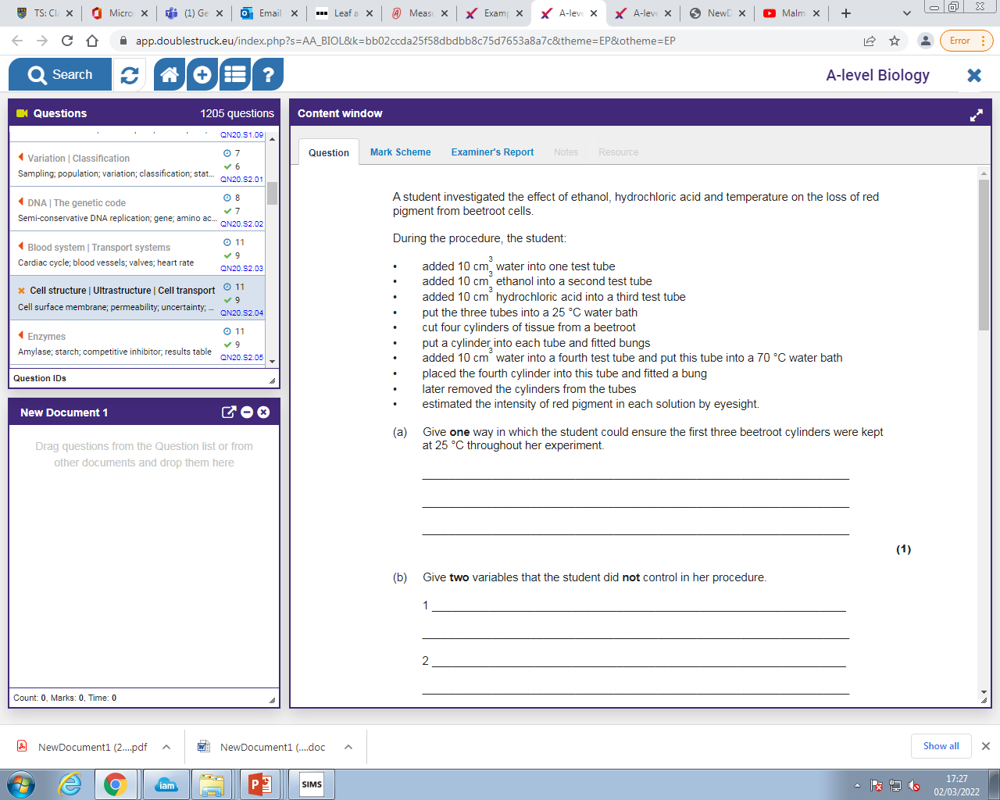 TS: Cl
Micro
(1) Ge
Email
Leaf a
Meas
Examp
A-leve
A-leve
NewD
Malm
app.doublestruck.eu/index.php?s=AA_BIOL&k=bb02ccda25f58dbdbb8c75d7653a8a7c&theme=EP&otheme=EP
Error
Search
?
A-level Biology
Questions
1205 questions
QN20.S1.09
Variation | Classification
7
Sampling; population; variation; classification; stat...
6
QN20.S2.01
DNA | The genetic code
8
Semi-conservative DNA replication; gene; amino ac...
7
QN20.S2.02
Blood system | Transport systems
11
Cardiac cycle; blood vessels; valves; heart rate
9
QN20.S2.03
Cell structure | Ultrastructure | Cell transport
11
Cell surface membrane; permeability; uncertainty; ...
9
QN20.S2.04
Enzymes
11
Amylase; starch; competitive inhibitor; results table
9
QN20.S2.05
Question IDs
New Document 1
Drag questions from the Question list or from
other documents and drop them here
Count: 0, Marks: 0, Time: 0
Content window
Question
Mark Scheme
Examiner's Report
Notes
Resource
A student investigated the effect of ethanol, hydrochloric acid and temperature on the loss of red
pigment from beetroot cells.
During the procedure, the student:
• added 10 cm³ water into one test tube
• added 10 cm³ ethanol into a second test tube
• added 10 cm³ hydrochloric acid into a third test tube
• put the three tubes into a 25 °C water bath
• cut four cylinders of tissue from a beetroot
• put a cylinder into each tube and fitted bungs
• added 10 cm³ water into a fourth test tube and put this tube into a 70 °C water bath
• placed the fourth cylinder into this tube and fitted a bung
• later removed the cylinders from the tubes
• estimated the intensity of red pigment in each solution by eyesight.
(a) Give one way in which the student could ensure the first three beetroot cylinders were kept
at 25 °C throughout her experiment.
(1)
(b) Give two variables that the student did not control in her procedure.
1
2
NewDocument1 (2....pdf
NewDocument1 (....doc
Show all
iam
SIMS
17:27
02/03/2022